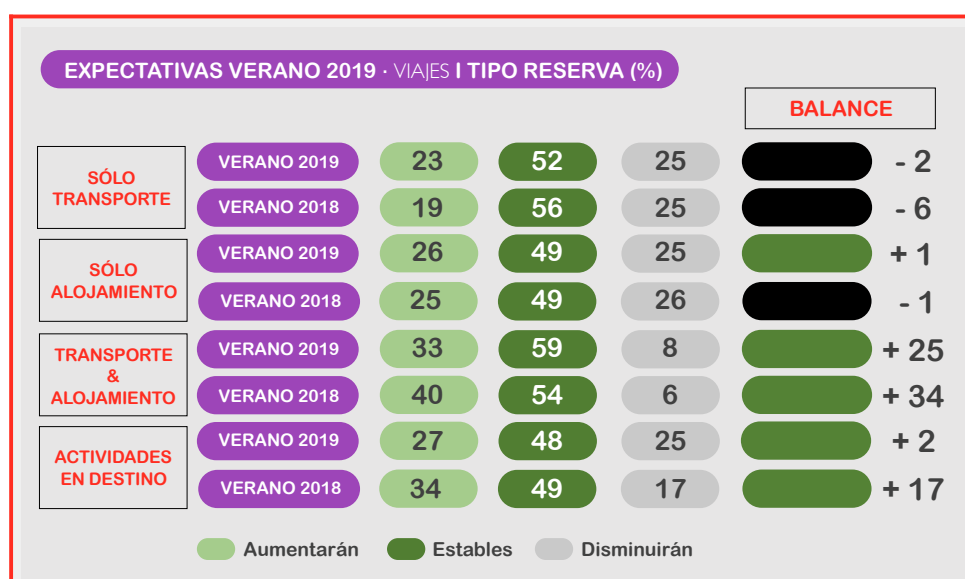 EXPECTATIVAS VERANO 2019 · VIAJES I TIPO RESERVA (%)
BALANCE
SÓLO
TRANSPORTE
VERANO 2019 23 52 25 - 2
VERANO 2018 19 56 25 - 6
SÓLO
ALOJAMIENTO
VERANO 2019 26 49 25 + 1
VERANO 2018 25 49 26 - 1
TRANSPORTE
&
ALOJAMIENTO
VERANO 2019 33 59 8 + 25
VERANO 2018 40 54 6 + 34
ACTIVIDADES
EN DESTINO
VERANO 2019 27 48 25 + 2
VERANO 2018 34 49 17 + 17
Aumentarán Estables Disminuirán